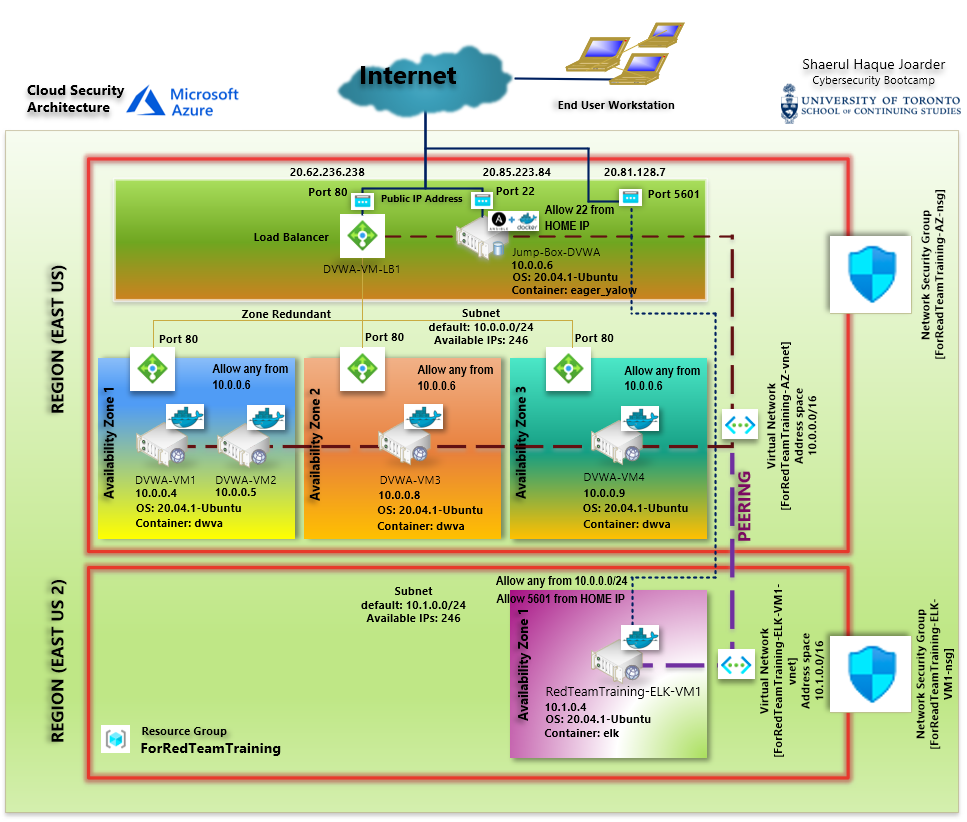 Cloud Security
Architecture
Microsoft
Azure
Internet
End User Workstation
Shaerul Haque Joarder
Cybersecurity Bootcamp
UNIVERSITY OF TORONTO
SCHOOL OF CONTINUING STUDIES
REGION (EAST US)
20.62.236.238
20.85.223.84
20.81.128.7
Port 80
Public IP Address
Port 22
Port 5601
Load Balancer
ANSIBLE
+
docker
Allow 22 from
HOME IP
DVWA-VM-LB1
Jump-Box-DVWA
10.0.0.6
OS: 20.04.1-Ubuntu
Container: eager_yalow
Zone Redundant
Subnet
default: 10.0.0.0/24
Available IPs: 246
Port 80
Port 80
Port 80
Availability Zone 1
Allow any from
10.0.0.6
DVWA-VM1
10.0.0.4
DVWA-VM2
10.0.0.5
OS: 20.04.1-Ubuntu
Container: dwva
Availability Zone 2
Allow any from
10.0.0.6
DVWA-VM3
10.0.0.8
OS: 20.04.1-Ubuntu
Container: dwva
Availability Zone 3
Allow any from
10.0.0.6
DVWA-VM4
10.0.0.9
OS: 20.04.1-Ubuntu
Container: dwva
PEERING
Virtual Network
[ForRedTeamTraining-AZ-vnet]
Address space
10.0.0.0/16
Network Security Group
[ForReadTeamTraining-AZ-nsg]
REGION (EAST US 2)
Subnet
default: 10.1.0.0/24
Available IPs: 246
Allow any from 10.0.0.0/24
Allow 5601 from HOME IP
Availability Zone 1
RedTeamTraining-ELK-VM1
10.1.0.4
OS: 20.04.1-Ubuntu
Container: elk
Virtual Network
[ForRedTeamTraining-ELK-VM1-
vnet]
Address space
10.1.0.0/16
Network Security Group
[ForReadTeamTraining-ELK-
VM1-nsg]
Resource Group
ForRedTeamTraining